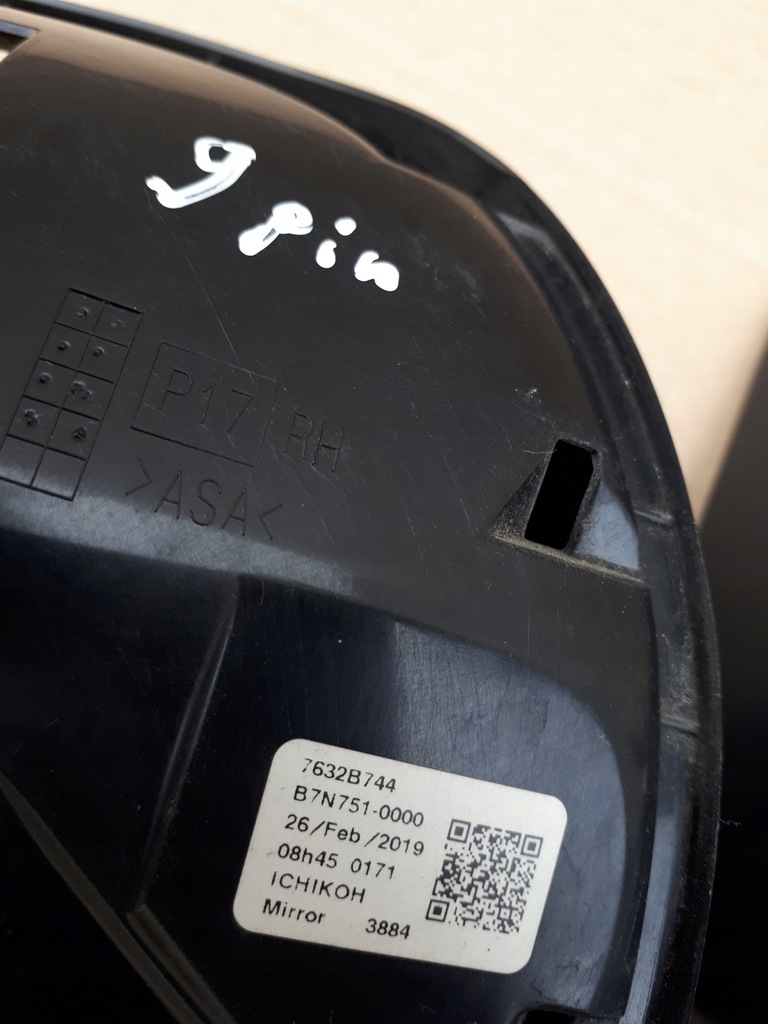 9 pin
P17 RH
>ASA<
7632B744
B7N751-0000
26/Feb/2019
08h45 0171
ICHIKOH
Mirror 3884